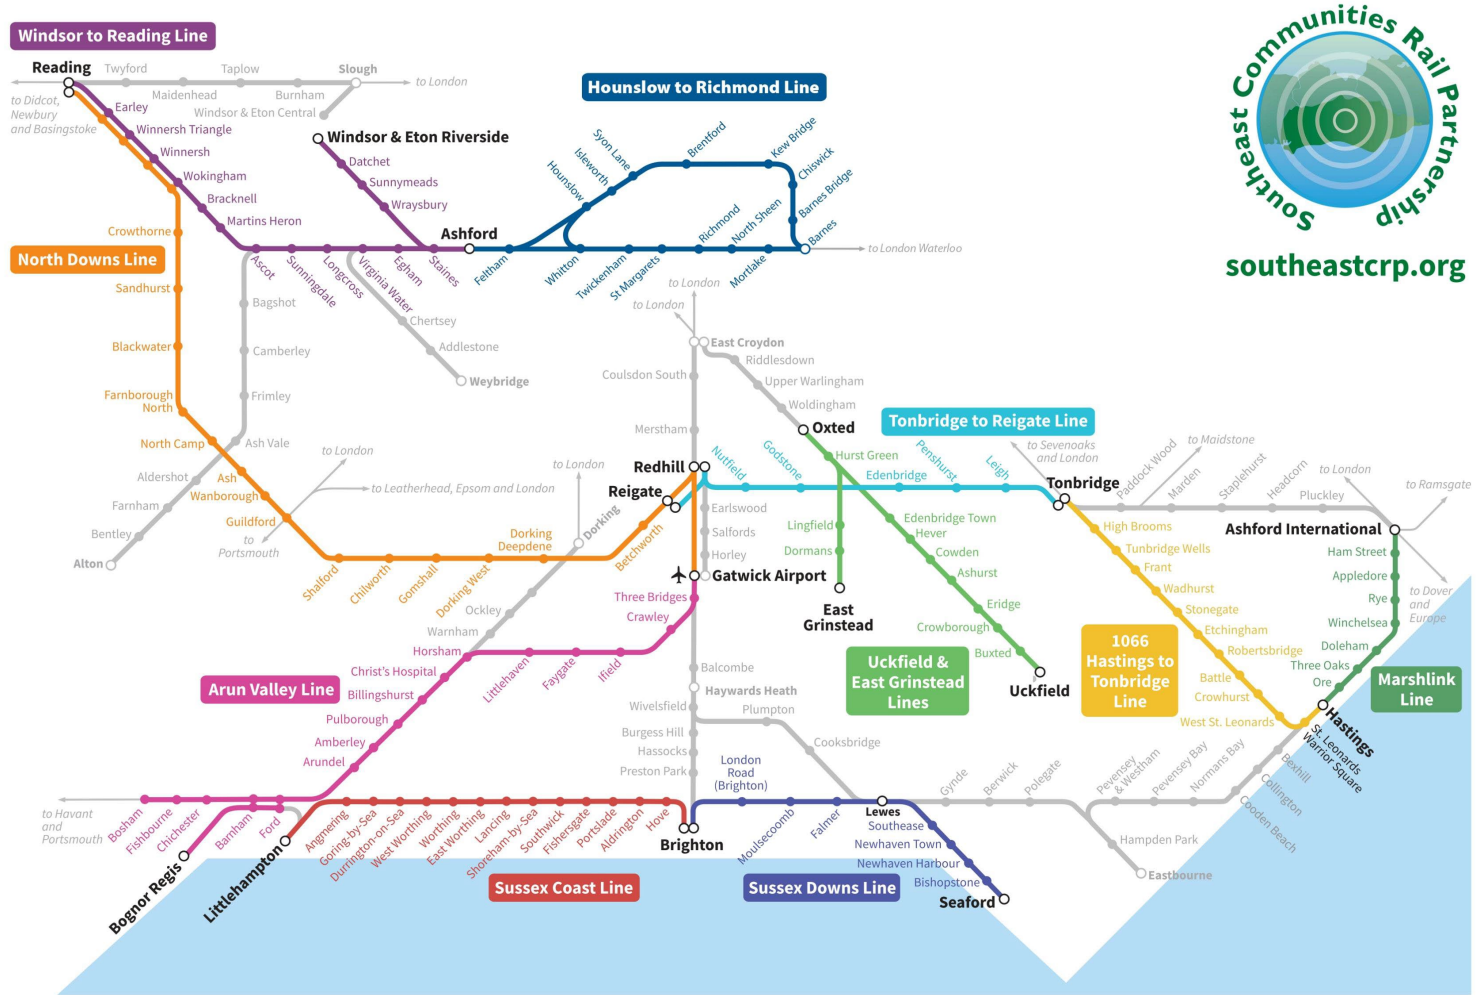 Windsor to Reading Line
Reading
Twyford
Taplow
Slough
to London
Maidenhead
Burnham
Windsor & Eton Central
to Didcot,
Newbury
and Basingstoke
Earley
Winnersh Triangle
Winnersh
Wokingham
Bracknell
Martins Heron
Windsor & Eton Riverside
Datchet
Sunnymeads
Wraysbury
Ashford
Ascot
Sunningdale
Longcross
Virginia Water
Egham
Staines
Hounslow to Richmond Line
Feltham
Hounslow
Isleworth
Syon Lane
Brentford
Kew Bridge
Chiswick
Barnes Bridge
Barnes
Whitton
Twickenham
St Margarets
Richmond
North Sheen
Mortlake
to London Waterloo
Southeast Communities Rail Partnership
southeastcrp.org
Crowthorne
North Downs Line
Sandhurst
Blackwater
Farnborough
North
North Camp
Ash
Wanborough
Guildford
to
Portsmouth
Shalford
Chilworth
Gomshall
Dorking West
Dorking
Deepdene
Betchworth
Reigate
Redhill
Bagshot
Camberley
Frimley
Ash Vale
Aldershot
Farnham
Bentley
Alton
Chertsey
Addlestone
Weybridge
to London
to Leatherhead, Epsom and London
to London
Dorking
Ockley
Warnham
to London
to London
East Croydon
Coulsdon South
Merstham
Riddlesdown
Upper Warlingham
Woldingham
Oxted
Hurst Green
Tonbridge to Reigate Line
Nutfield
Godstone
Edenbridge
Penshurst
Leigh
Tonbridge
to Sevenoaks
and London
Earlswood
Salfords
Horley
Gatwick Airport
Three Bridges
Crawley
Lingfield
Dormans
East
Grinstead
Edenbridge Town
Hever
Cowden
Ashurst
Eridge
Crowborough
Buxted
Uckfield
Uckfield &
East Grinstead
Lines
Paddock Wood
to Maidstone
Marden
Staplehurst
Headcorn
Pluckley
to London
to Ramsgate
Ashford International
to Dover
and
Europe
High Brooms
Tunbridge Wells
Frant
Wadhurst
Stonegate
Etchingham
Robertsbridge
Battle
Crowhurst
West St. Leonards
1066
Hastings to
Tonbridge
Line
Ham Street
Appledore
Rye
Winchelsea
Doleham
Three Oaks
Ore
Marshlink
Line
Hastings
St. Leonards
Warrior Square
Horsham
Littlehaven
Faygate
Ifield
Christ's Hospital
Arun Valley Line
Billingshurst
Pulborough
Amberley
Arundel
Balcombe
Haywards Heath
Wivelsfield
Plumpton
Burgess Hill
Hassocks
Preston Park
Cooksbridge
London
Road
(Brighton)
to Havant
and
Portsmouth
Bosham
Fishbourne
Chichester
Barnham
Ford
Bognor Regis
Littlehampton
Angmering
Goring-by-Sea
Durrington-on-Sea
West Worthing
Worthing
East Worthing
Lancing
Shoreham-by-Sea
Southwick
Fishersgate
Portslade
Aldrington
Hove
Brighton
Sussex Coast Line
Moulsecoomb
Falmer
Lewes
Sussex Downs Line
Southease
Newhaven Town
Newhaven Harbour
Bishopstone
Seaford
Gynde
Berwick
Polegate
Pevensey
& Westham
Pevensey Bay
Normans Bay
Cooden Beach
Collington
Bexhill
Hampden Park
Eastbourne